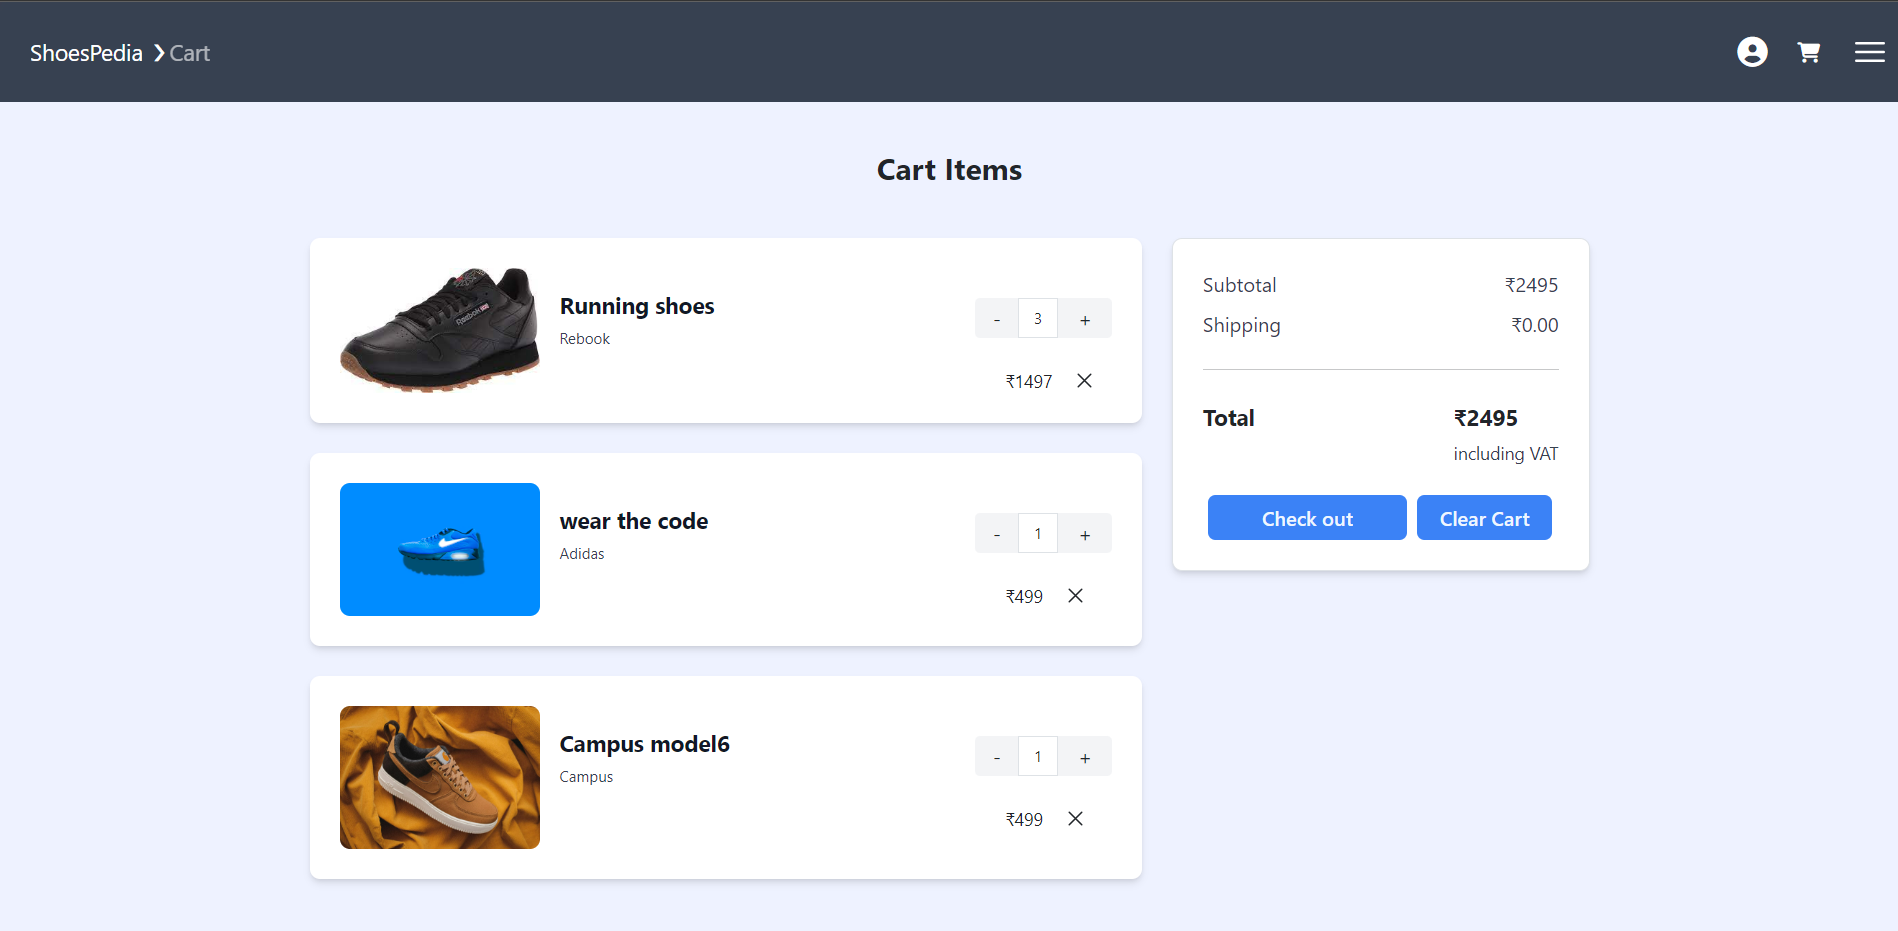 ShoesPedia ❯ Cart
Cart Items
Running shoes
Rebook
- 3 +
₹1497
Reebok
wear the code
Adidas
- 1 +
₹499
Campus model6
Campus
- 1 +
₹499
Subtotal ₹2495
Shipping ₹0.00
Total ₹2495
including VAT
Check out Clear Cart